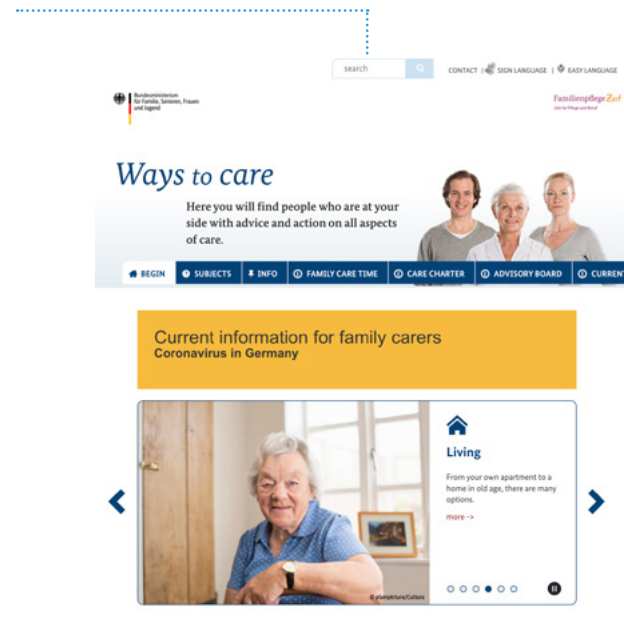 search
CONTACT | SIGN LANGUAGE | EASY LANGUAGE
Bundesministerium
für Familie, Senioren, Frauen
und Jugend
FamilienpflegeZeit
Ways to care
Here you will find people who are at your
side with advice and action on all aspects
of care.
BEGIN SUBJECTS INFO FAMILY CARE TIME CARE CHARTER ADVISORY BOARD CURRENT
Current information for family carers
Coronavirus in Germany
Living
From your own apartment to a
home in old age, there are many
options.
more ->
© plainpicture/Cultura